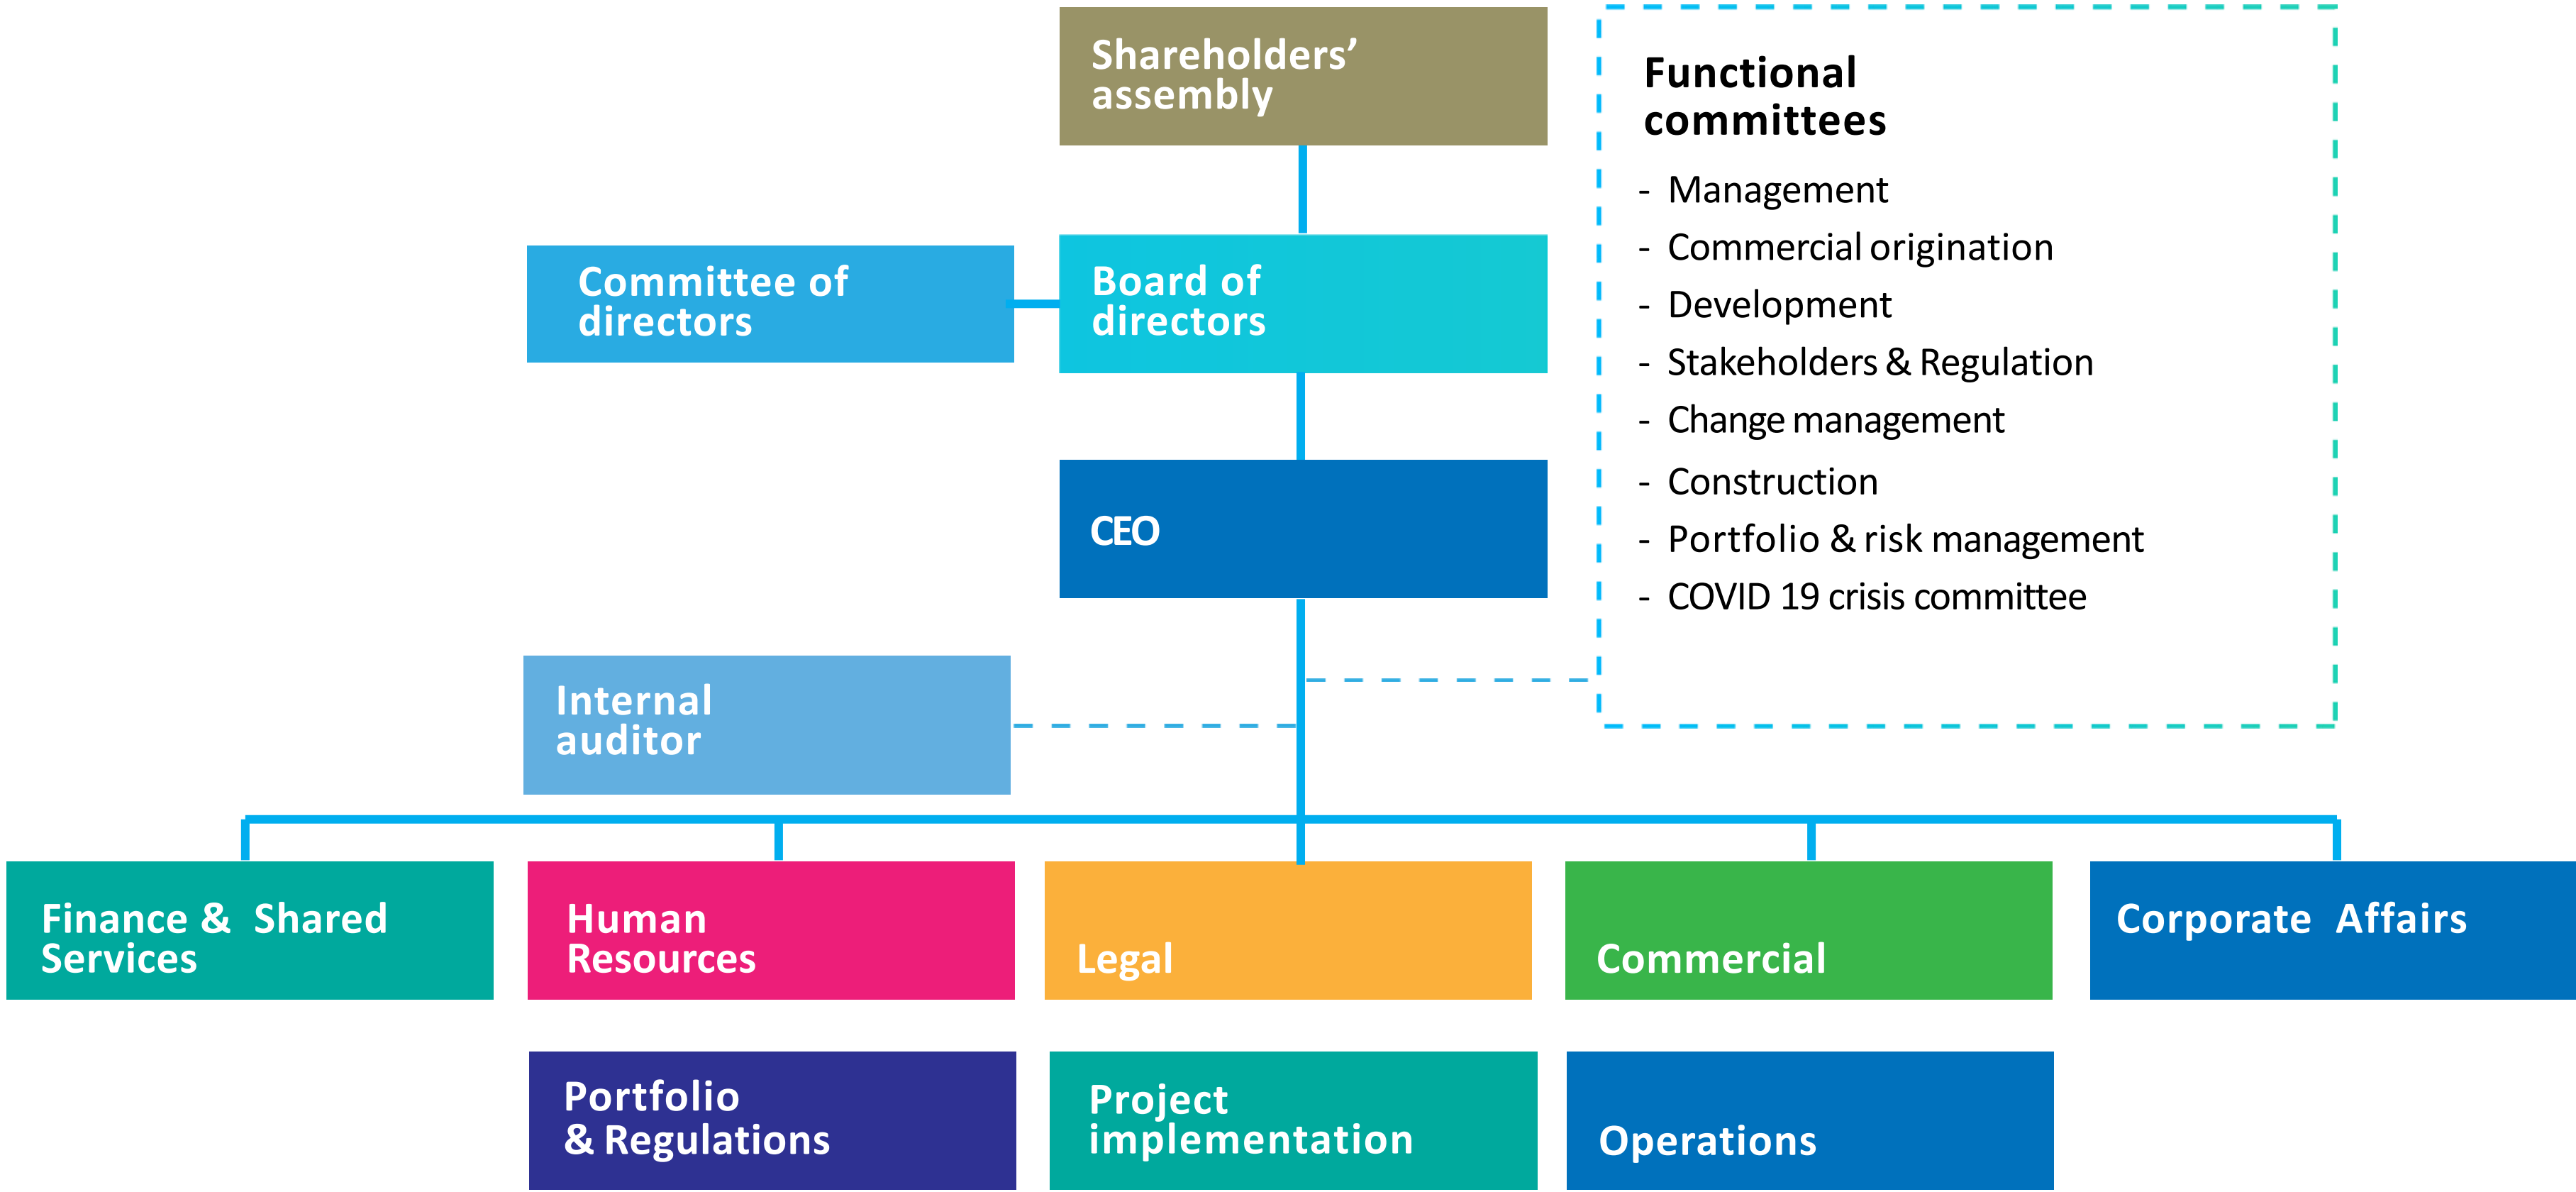 Shareholders’
assembly
Functional
committees
- Management
- Commercial origination
- Development
- Stakeholders & Regulation
- Change management
- Construction
- Portfolio & risk management
- COVID 19 crisis committee
Committee of
directors
Board of
directors
CEO
Internal
auditor
Finance & Shared
Services
Human
Resources
Legal
Commercial
Corporate Affairs
Portfolio
& Regulations
Project
implementation
Operations